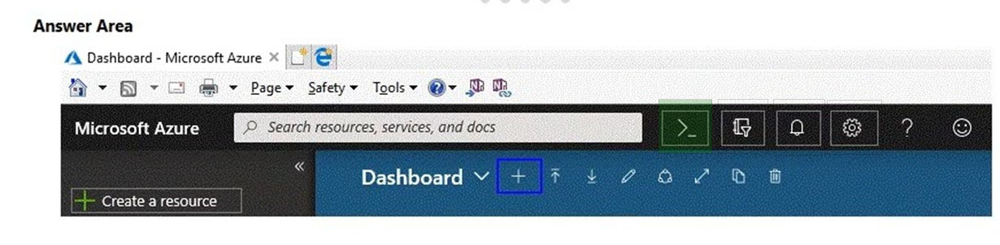 Answer Area
Dashboard - Microsoft Azure
Page Safety Tools
Microsoft Azure
Search resources, services, and docs
Dashboard
Create a resource